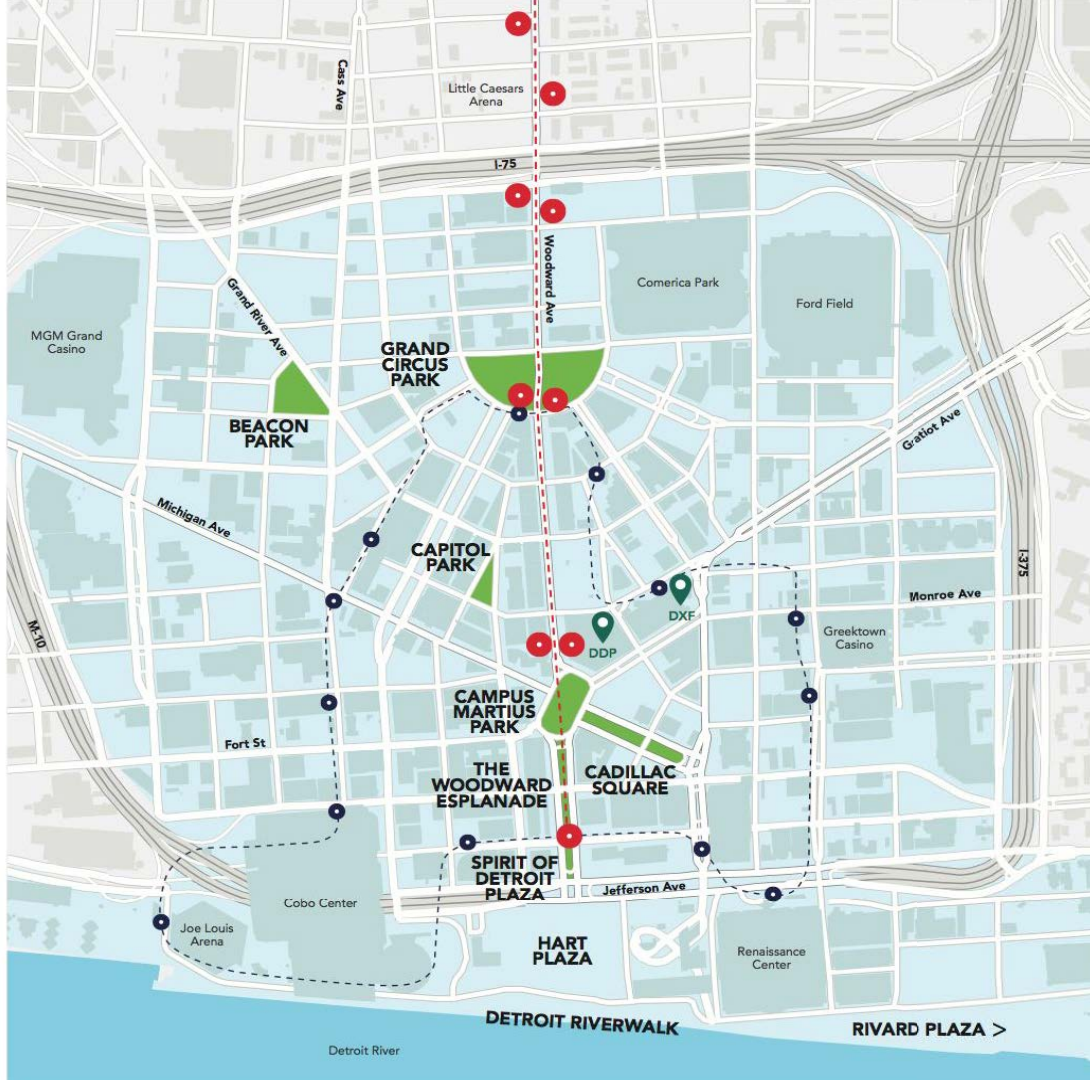 Cass Ave
Little Caesars
Arena
I-75
Woodward Ave
Comerica Park
Ford Field
Grand River Ave
MGM Grand
Casino
GRAND
CIRCUS
PARK
BEACON
PARK
Gratiot Ave
Michigan Ave
CAPITOL
PARK
I-375
DXF
Monroe Ave
M-10
DDP
Greektown
Casino
CAMPUS
MARTIUS
PARK
Fort St
THE
WOODWARD
ESPLANADE
CADILLAC
SQUARE
SPIRIT OF
DETROIT
PLAZA
Jefferson Ave
Cobo Center
Joe Louis
Arena
HART
PLAZA
Renaissance
Center
DETROIT RIVERWALK
RIVARD PLAZA >
Detroit River